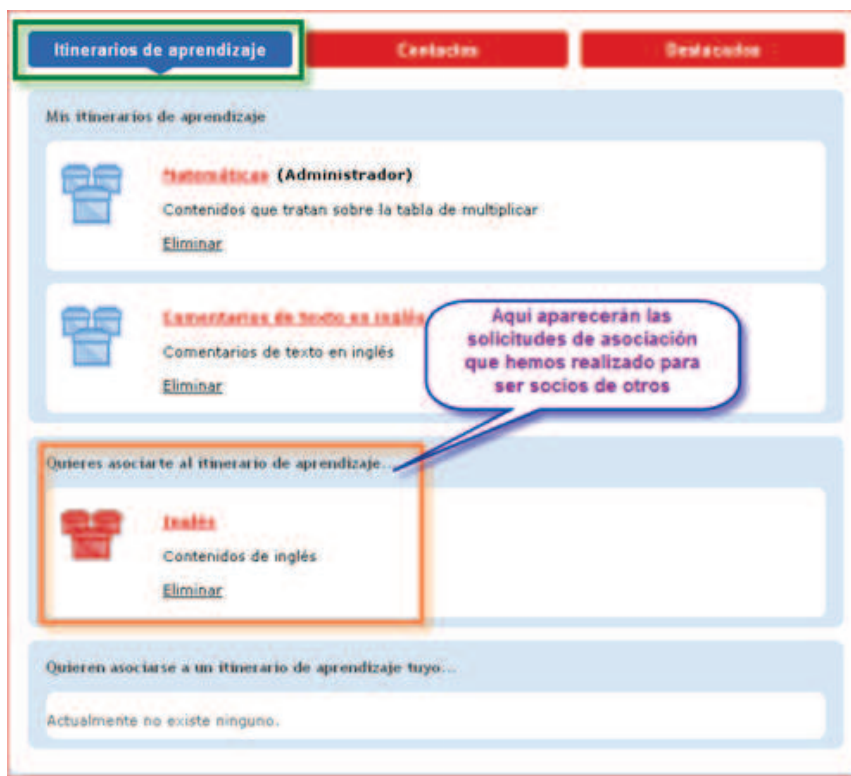 Itinerarios de aprendizaje
Contactos
Destacados
Mis itinerarios de aprendizaje
Matemáticas (Administrador)
Contenidos que tratan sobre la tabla de multiplicar
Eliminar
Comentarios de texto en inglés
Comentarios de texto en inglés
Eliminar
Aqui aparecerán las
solicitudes de asociación
que hemos realizado para
ser socios de otros
Quieres asociarte al itinerario de aprendizaje...
Inglés
Contenidos de inglés
Eliminar
Quieren asociarse a un itinerario de aprendizaje tuyo...
Actualmente no existe ninguno.